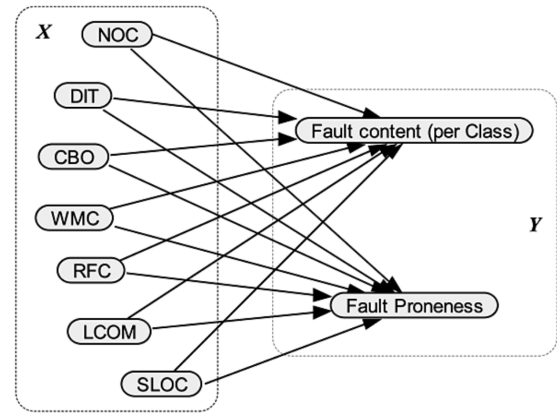 X
NOC
DIT
CBO
WMC
RFC
LCOM
SLOC
Fault content (per Class)
Y
Fault Proneness